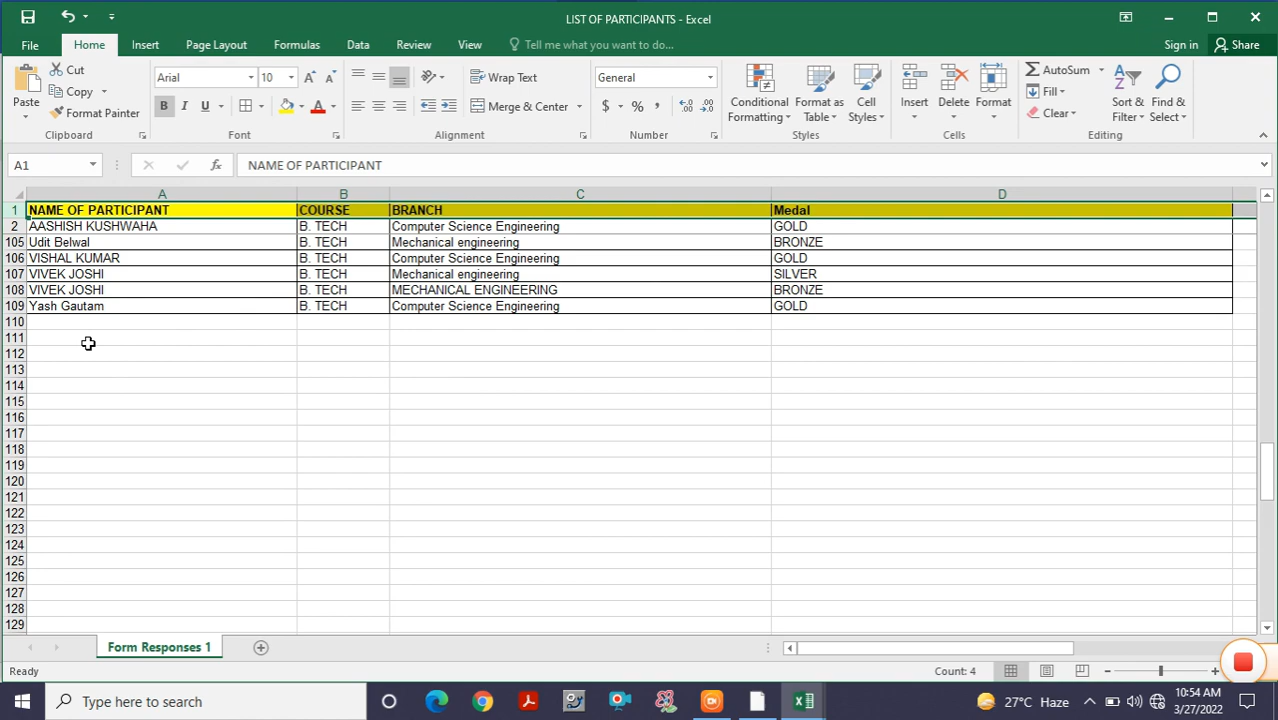 LIST OF PARTICIPANTS - Excel
File Home Insert Page Layout Formulas Data Review View Tell me what you want to do... Sign in Share
Paste
Cut
Copy
Format Painter
Clipboard
Arial 10 A A
B I U A
Font
Wrap Text
Merge & Center
Alignment
General
$ % ,
Number
Conditional Formatting
Format as Table
Cell Styles
Styles
Insert Delete Format
Cells
AutoSum
Fill
Clear
Sort & Filter
Find & Select
Editing
A1 fx NAME OF PARTICIPANT
A B C D
1 NAME OF PARTICIPANT COURSE BRANCH Medal
2 AASHISH KUSHWAHA B. TECH Computer Science Engineering GOLD
105 Udit Belwal B. TECH Mechanical engineering BRONZE
106 VISHAL KUMAR B. TECH Computer Science Engineering GOLD
107 VIVEK JOSHI B. TECH Mechanical engineering SILVER
108 VIVEK JOSHI B. TECH MECHANICAL ENGINEERING BRONZE
109 Yash Gautam B. TECH Computer Science Engineering GOLD
110
111
112
113
114
115
116
117
118
119
120
121
122
123
124
125
126
127
128
129
Form Responses 1
Ready Count: 4
Type here to search 27°C Haze 10:54 AM
3/27/2022